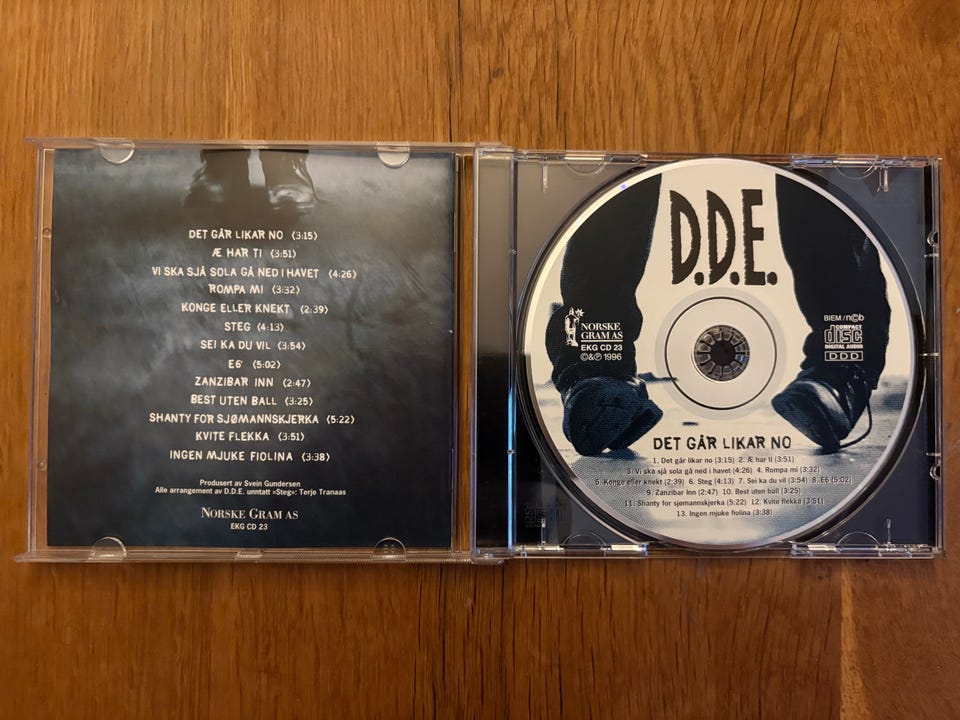 DET GÅR LIKAR NO (3:15)
Æ HAR TI (3:51)
VI SKA SJÅ SOLA GÅ NED I HAVET (4:26)
ROMPA MI (3:32)
KONGE ELLER KNEKT (2:39)
STEG (4:13)
SEI KA DU VIL (3:54)
E6' (5:02)
ZANZIBAR INN (2:47)
BEST UTEN BALL (3:25)
SHANTY FOR SJØMANNSKJERKA (5:22)
KVITE FLEKKA (3:51)
INGEN MJUKE FIOLINA (3:38)
Produsert av Svein Gundersen
Alle arrangement av D.D.E. unntatt «Steg»: Terje Tranaas
NORSKE GRAM AS
EKG CD 23
D.D.E.
NORSKE
GRAM AS
EKG CD 23
©&℗ 1996
BIEM / n©b
COMPACT
disc
DIGITAL AUDIO
DDD
DET GÅR LIKAR NO
1. Det går likar no (3:15) 2. Æ har ti (3:51)
3. Vi ska sjå sola gå ned i havet (4:26) 4. Rompa mi (3:32)
5. Konge eller knekt (2:39) 6. Steg (4:13) 7. Sei ka du vil (3:54) 8. E6 (5:02)
9. Zanzibar Inn (2:47) 10. Best uten ball (3:25)
11. Shanty for sjømannskjerka (5:22) 12. Kvite flekka (3:51)
13. Ingen mjuke fiolina (3:38)